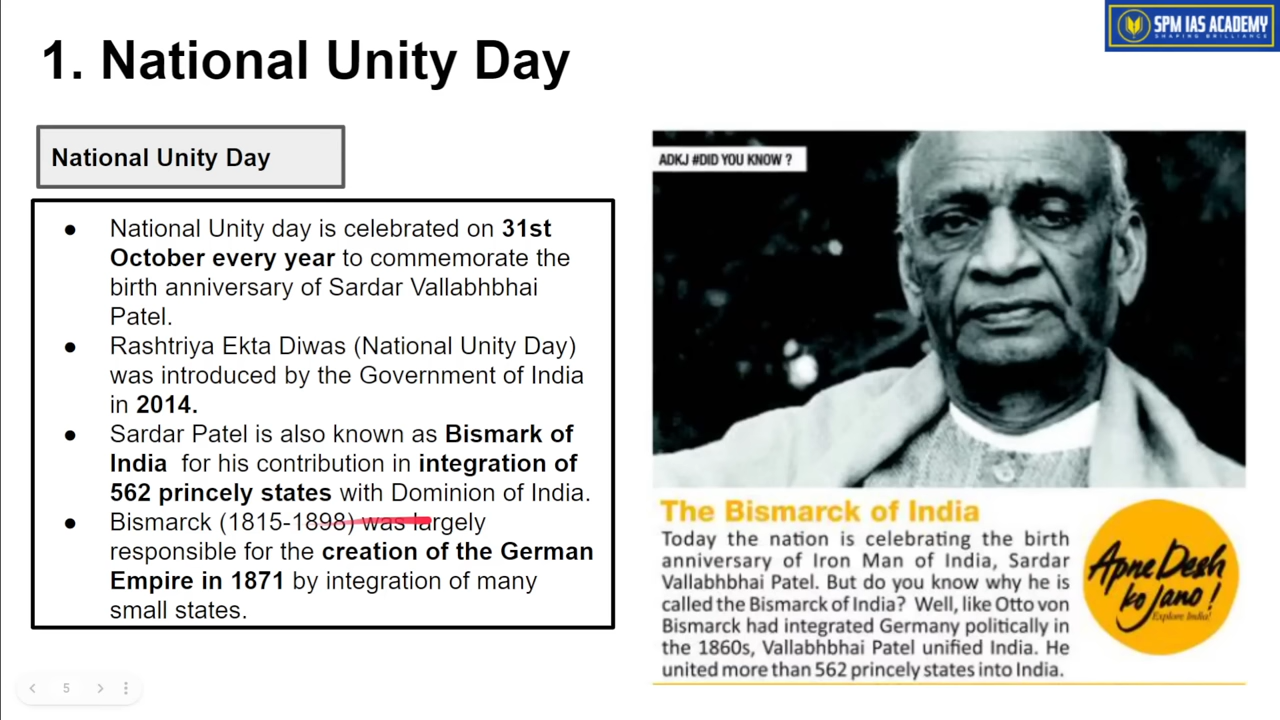 SPM IAS ACADEMY
SHAPING BRILLIANCE
1. National Unity Day
National Unity Day
● National Unity day is celebrated on 31st
October every year to commemorate the
birth anniversary of Sardar Vallabhbhai
Patel.
● Rashtriya Ekta Diwas (National Unity Day)
was introduced by the Government of India
in 2014.
● Sardar Patel is also known as Bismark of
India for his contribution in integration of
562 princely states with Dominion of India.
● Bismarck (1815-1898) was largely
responsible for the creation of the German
Empire in 1871 by integration of many
small states.
ADKJ #DID YOU KNOW ?
The Bismarck of India
Today the nation is celebrating the birth
anniversary of Iron Man of India, Sardar
Vallabhbhai Patel. But do you know why he is
called the Bismarck of India? Well, like Otto von
Bismarck had integrated Germany politically in
the 1860s, Vallabhbhai Patel unified India. He
united more than 562 princely states into India.
Apne Desh
ko Jano!
Explore India!
5